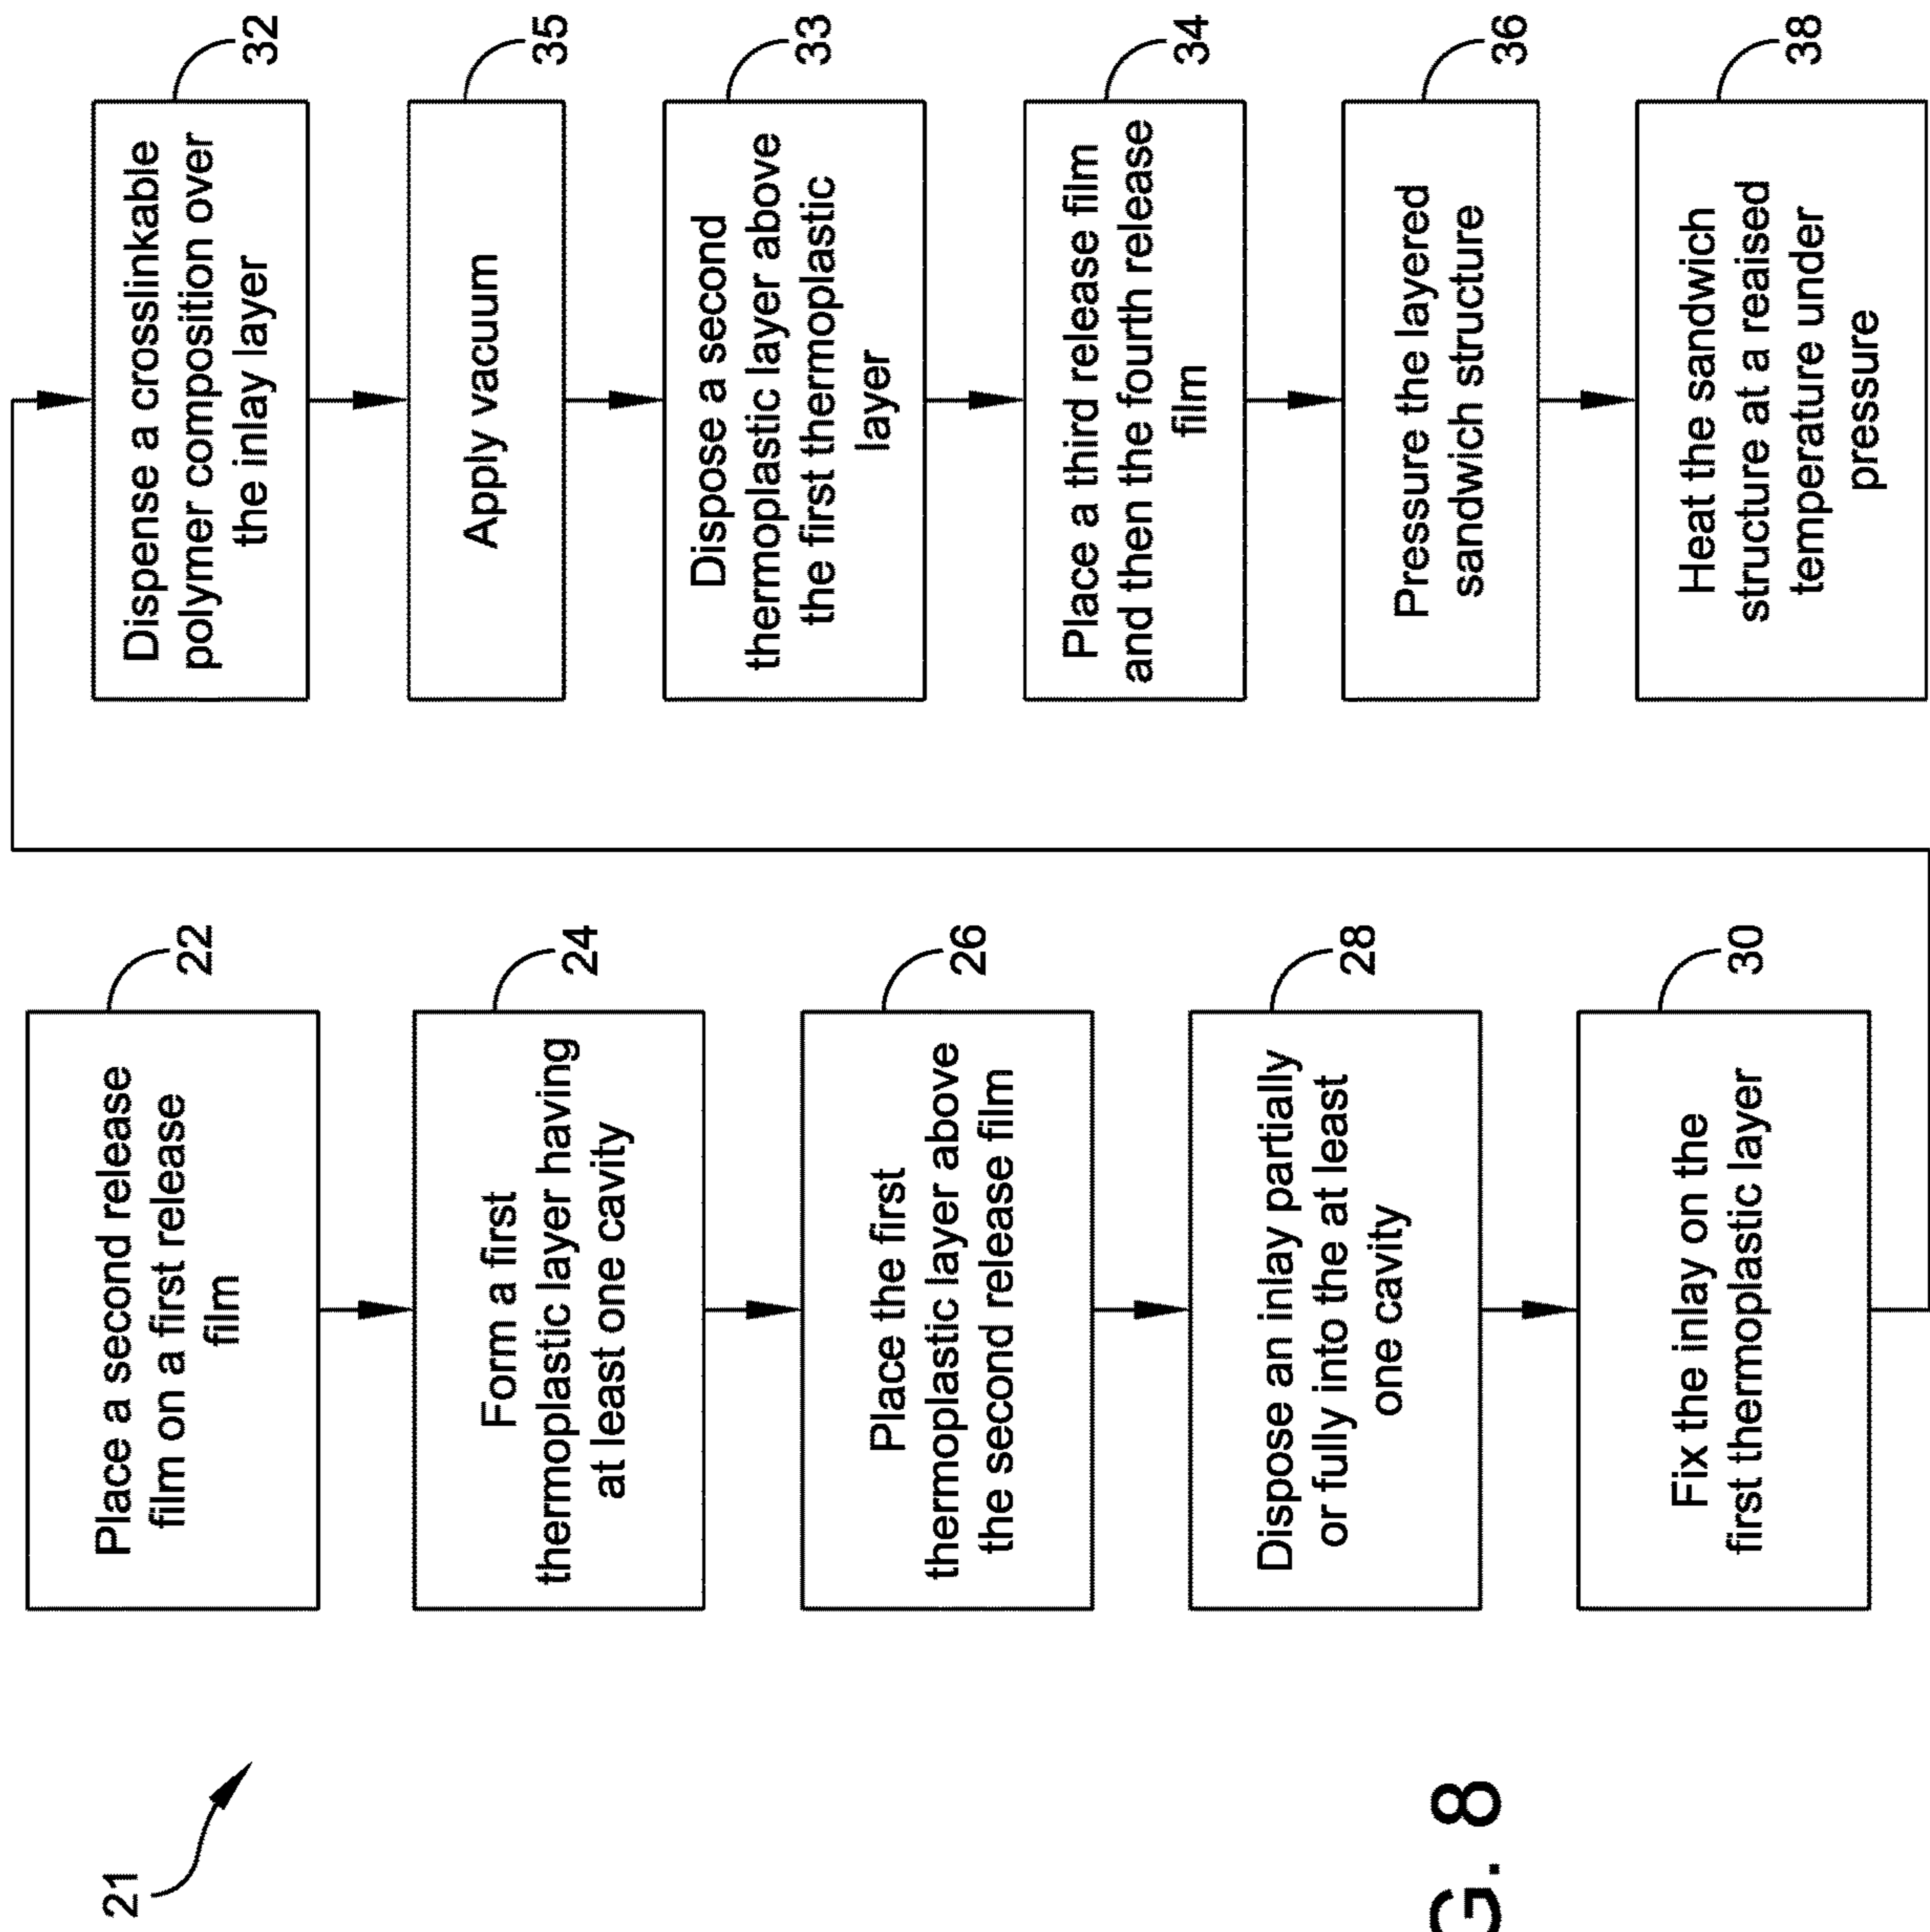 21
Place a second release
film on a first release
film
22
Form a first
thermoplastic layer having
at least one cavity
24
Place the first
thermoplastic layer above
the second release film
26
Dispose an inlay partially
or fully into the at least
one cavity
28
Fix the inlay on the
first thermoplastic layer
30
Dispense a crosslinkable
polymer composition over
the inlay layer
32
Apply vacuum
35
Dispose a second
thermoplastic layer above
the first thermoplastic
layer
33
Place a third release film
and then the fourth release
film
34
Pressure the layered
sandwich structure
36
Heat the sandwich
structure at a reaised
temperature under
pressure
38
G. 8